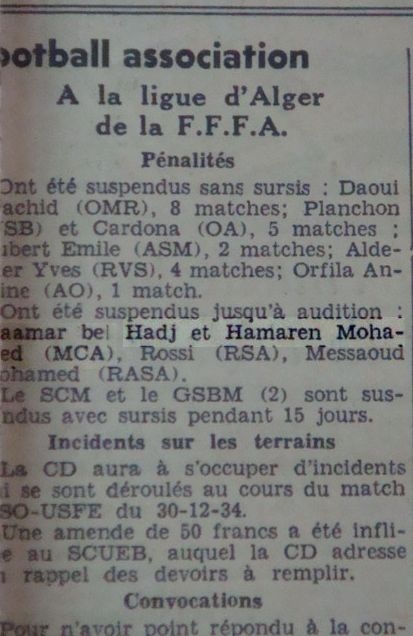 ootball association
A la ligue d'Alger
de la F.F.F.A.
Pénalités
Ont été suspendus sans sursis : Daoui
achid (OMR), 8 matches; Planchon
SB) et Cardona (OA), 5 matches ;
bert Emile (ASM), 2 matches; Alde-
er Yves (RVS), 4 matches; Orfila An-
ine (AO), 1 match.
Ont été suspendus jusqu'à audition :
aamar bel Hadj et Hamaren Moha-
ed (MCA), Rossi (RSA), Messaoud
ohamed (RASA).
Le SCM et le GSBM (2) sont sus-
ndus avec sursis pendant 15 jours.
Incidents sur les terrains
La CD aura à s'occuper d'incidents
i se sont déroulés au cours du match
SO-USFE du 30-12-34.
Une amende de 50 francs a été infli-
e au SCUEB, auquel la CD adresse
rappel des devoirs à remplir.
Convocations
Pour n'avoir point répondu à la con-